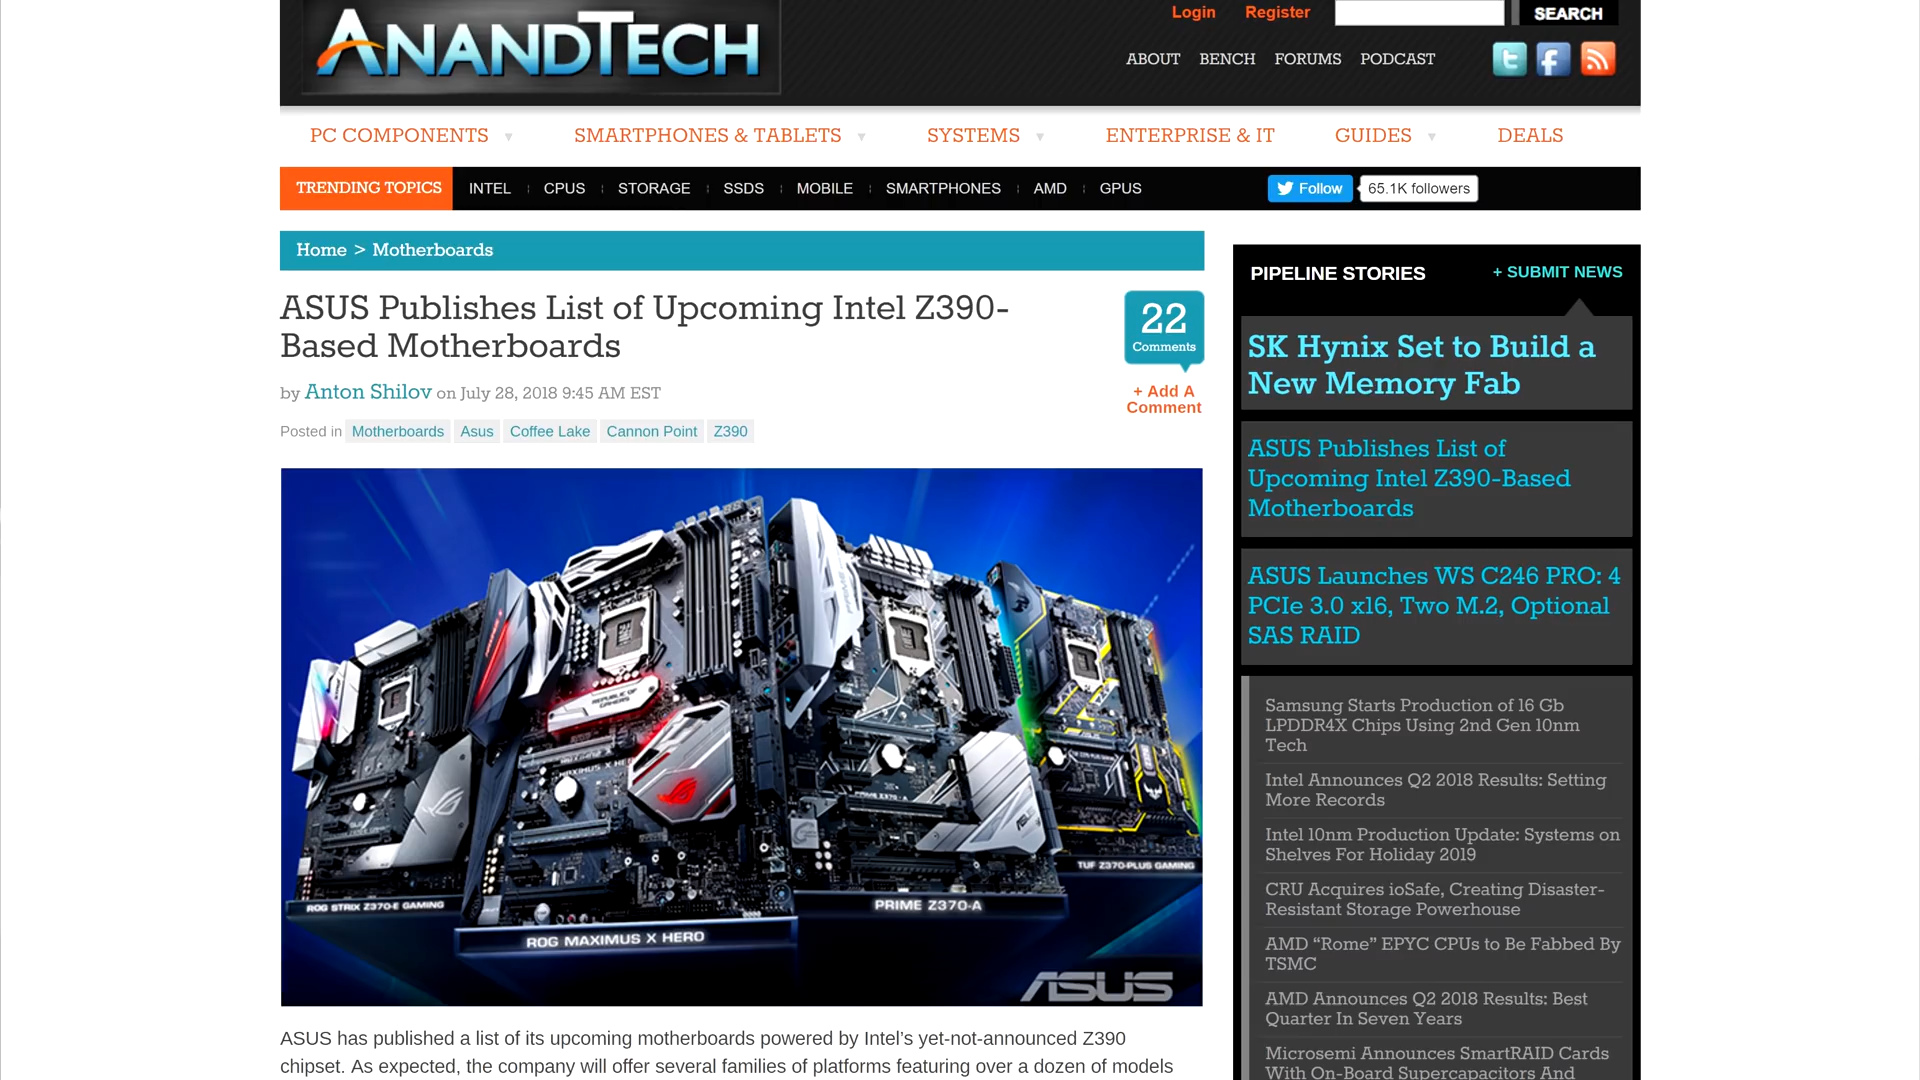 ANANDTECH
Login Register SEARCH
ABOUT BENCH FORUMS PODCAST
PC COMPONENTS SMARTPHONES & TABLETS SYSTEMS ENTERPRISE & IT GUIDES DEALS
TRENDING TOPICS INTEL CPUS STORAGE SSDS MOBILE SMARTPHONES AMD GPUS Follow 65.1K followers
Home > Motherboards
ASUS Publishes List of Upcoming Intel Z390-
Based Motherboards
22
Comments
by Anton Shilov on July 28, 2018 9:45 AM EST
+ Add A
Comment
Posted in Motherboards Asus Coffee Lake Cannon Point Z390
REPUBLIC OF
GAMERS
MAXIMUS X HERO
PRIME Z370-A
ROG STRIX Z370-E GAMING
ROG MAXIMUS X HERO
PRIME Z370-A
TUF Z370-PLUS GAMING
ASUS
ASUS has published a list of its upcoming motherboards powered by Intel’s yet-not-announced Z390
chipset. As expected, the company will offer several families of platforms featuring over a dozen of models
PIPELINE STORIES + SUBMIT NEWS
SK Hynix Set to Build a
New Memory Fab
ASUS Publishes List of
Upcoming Intel Z390-Based
Motherboards
ASUS Launches WS C246 PRO: 4
PCIe 3.0 x16, Two M.2, Optional
SAS RAID
Samsung Starts Production of 16 Gb
LPDDR4X Chips Using 2nd Gen 10nm
Tech
Intel Announces Q2 2018 Results: Setting
More Records
Intel 10nm Production Update: Systems on
Shelves For Holiday 2019
CRU Acquires ioSafe, Creating Disaster-
Resistant Storage Powerhouse
AMD “Rome” EPYC CPUs to Be Fabbed By
TSMC
AMD Announces Q2 2018 Results: Best
Quarter In Seven Years
Microsemi Announces SmartRAID Cards
With On-Board Supercapacitors And